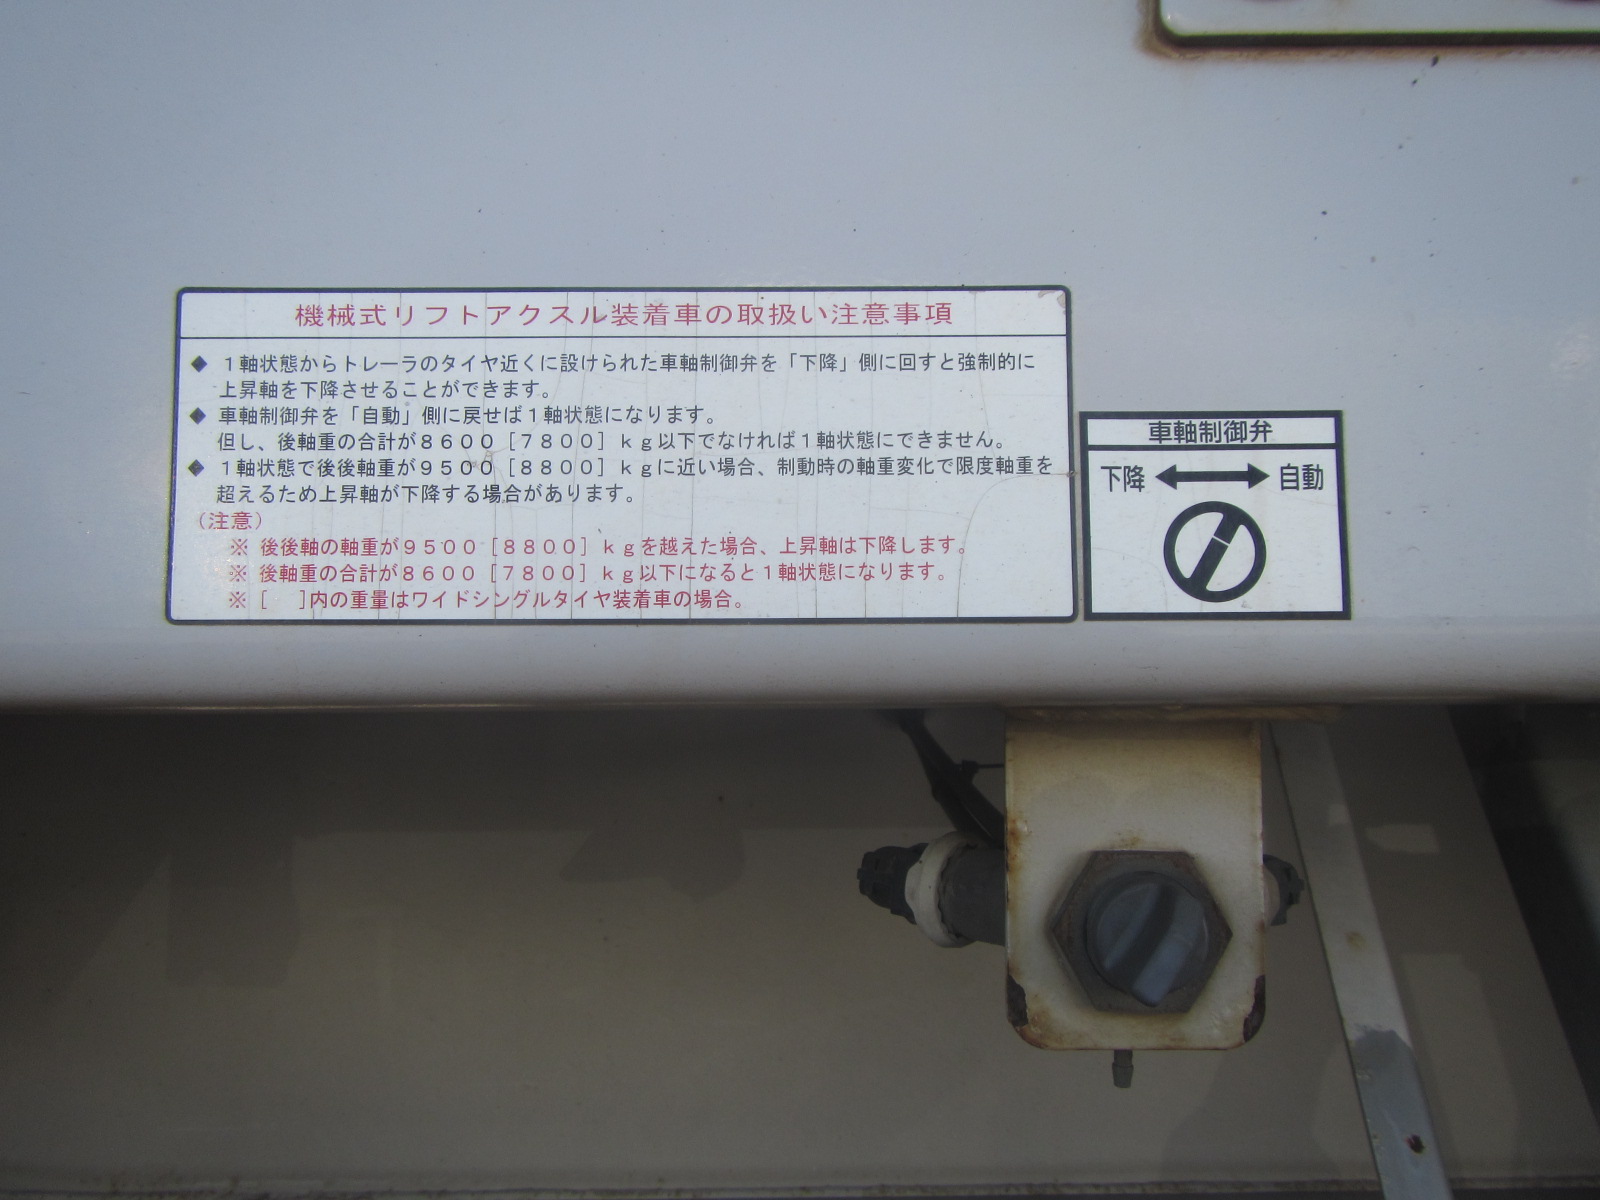 機械式リフトアクスル装着車の取扱い注意事項
◆ 1軸状態からトレーラのタイヤ近くに設けられた車軸制御弁を「下降」側に回すと強制的に
上昇軸を下降させることができます。
◆ 車軸制御弁を「自動」側に戻せば1軸状態になります。
但し、後軸重の合計が8600[7800]kg以下でなければ1軸状態にできません。
◆ 1軸状態で後後軸重が9500[8800]kgに近い場合、制動時の軸重変化で限度軸重を
超えるため上昇軸が下降する場合があります。
(注意)
※ 後後軸の軸重が9500[8800]kgを越えた場合、上昇軸は下降します。
※ 後軸重の合計が8600[7800]kg以下になると1軸状態になります。
※ [ ]内の重量はワイドシングルタイヤ装着車の場合。
車軸制御弁
下降 ⟷ 自動